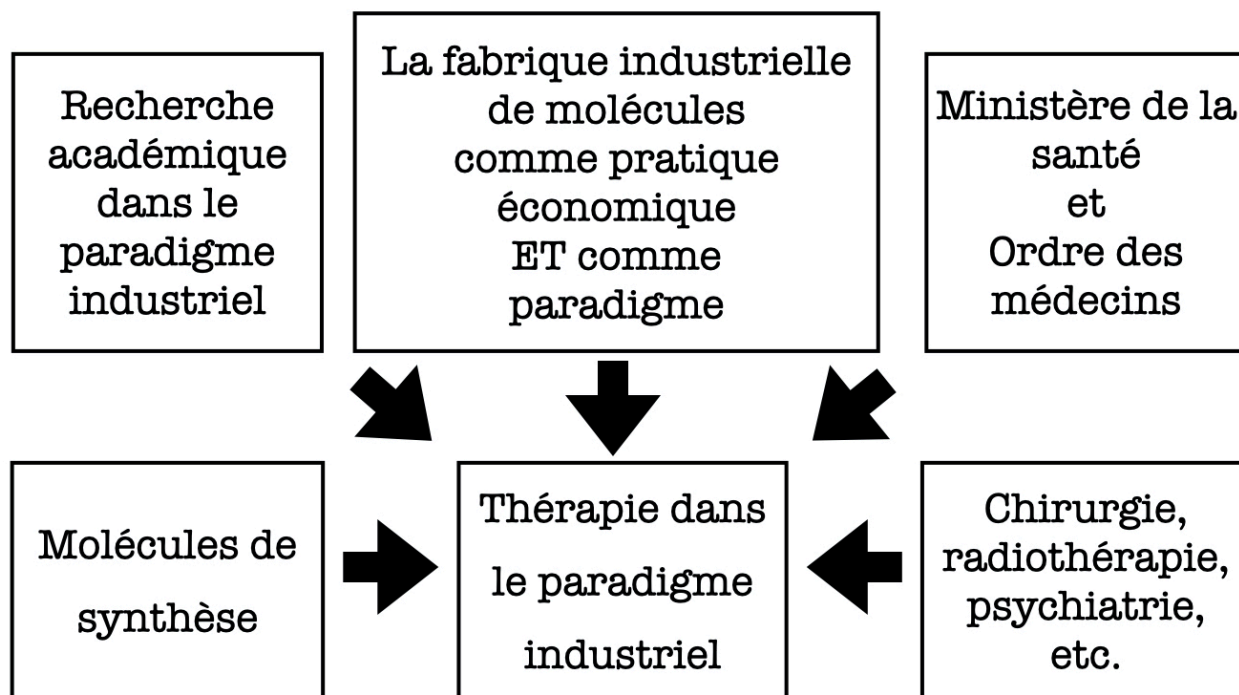 Recherche
académique
dans le
paradigme
industriel
La fabrique industrielle
de molécules
comme pratique
économique
ET comme
paradigme
Ministère de la
santé
et
Ordre des
médecins
Molécules de
synthèse
Thérapie dans
le paradigme
industriel
Chirurgie,
radiothérapie,
psychiatrie,
etc.